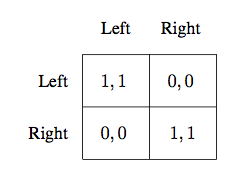 Left Right
Left 1, 1 0, 0
Right 0, 0 1, 1